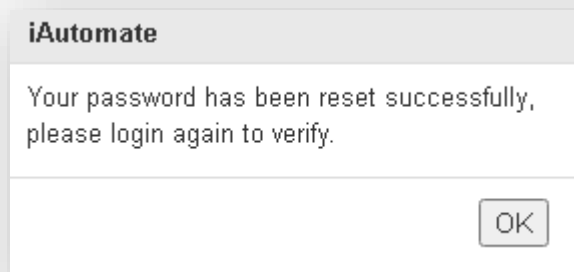 iAutomate
Your password has been reset successfully,
please login again to verify.
OK